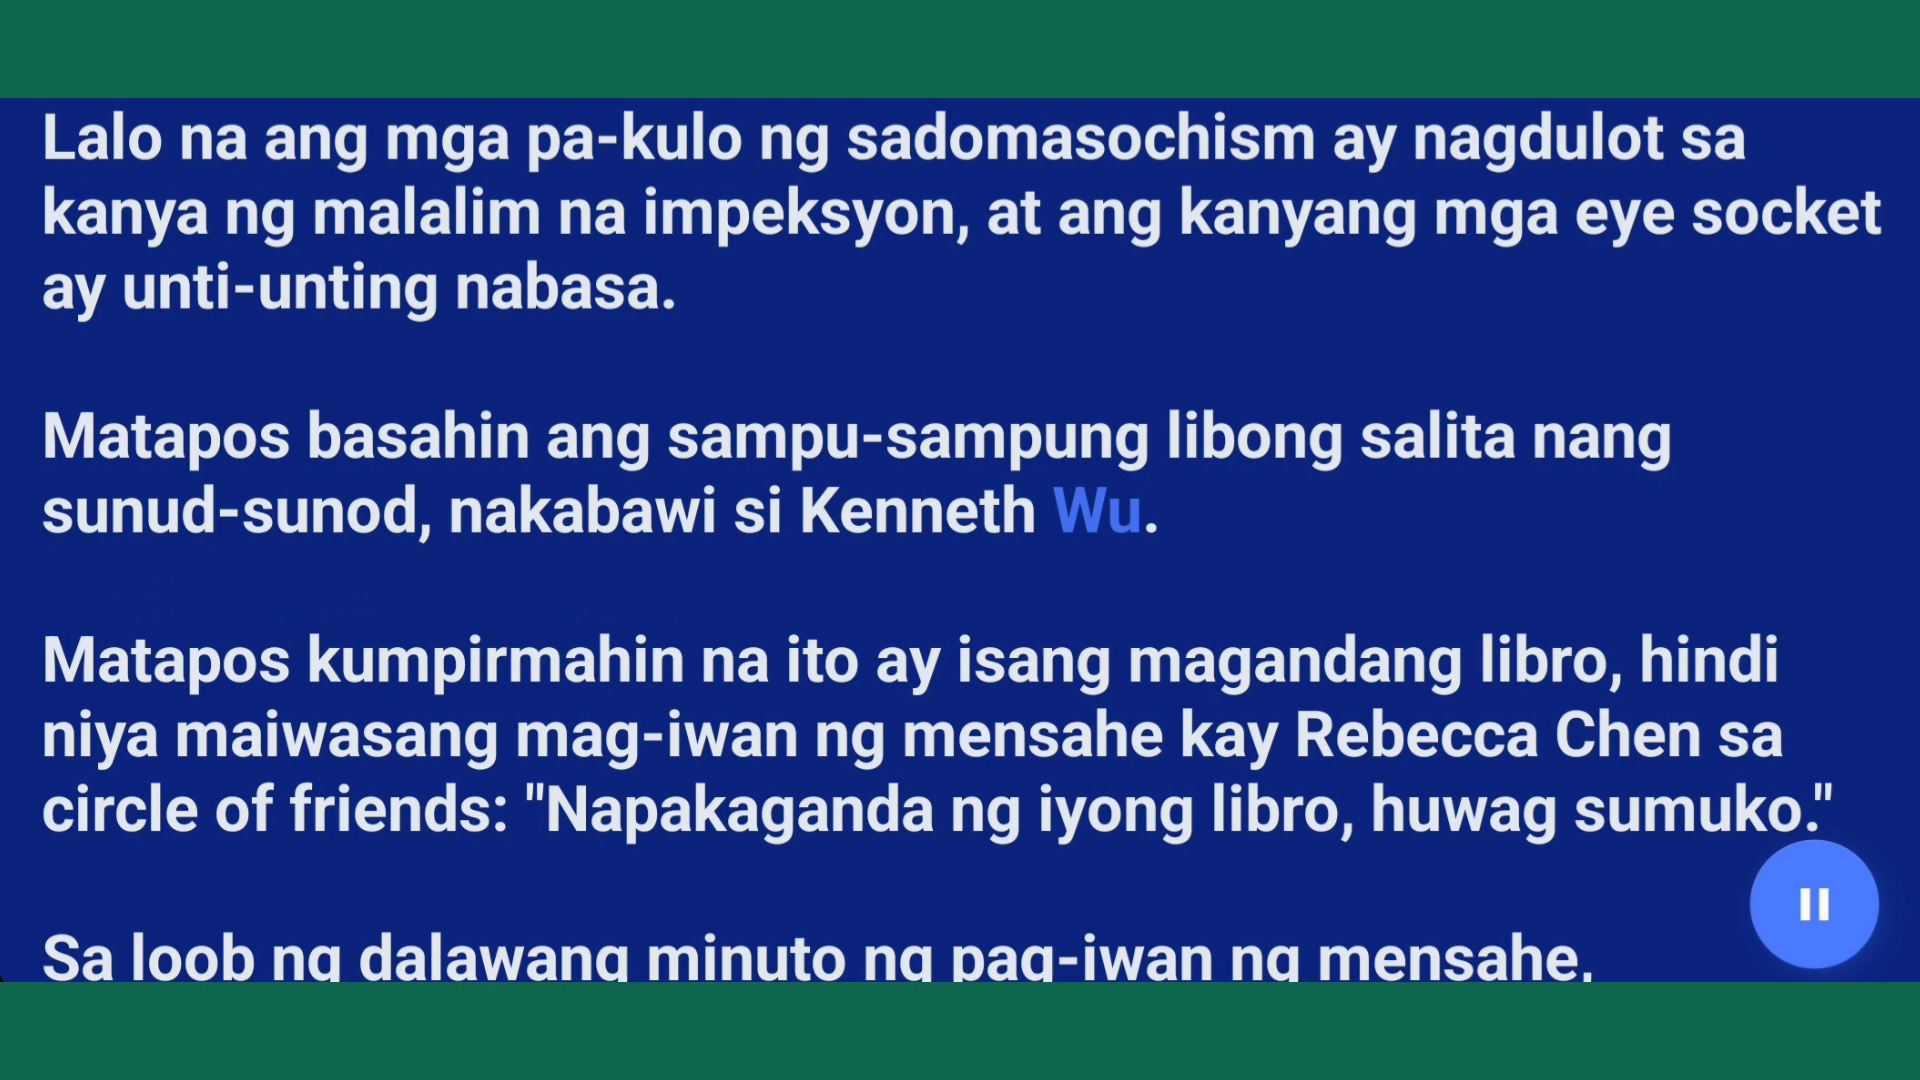 Lalo na ang mga pa-kulo ng sadomasochism ay nagdulot sa
kanya ng malalim na impeksyon, at ang kanyang mga eye socket
ay unti-unting nabasa.
Matapos basahin ang sampu-sampung libong salita nang
sunud-sunod, nakabawi si Kenneth Wu.
Matapos kumpirmahin na ito ay isang magandang libro, hindi
niya maiwasang mag-iwan ng mensahe kay Rebecca Chen sa
circle of friends: "Napakaganda ng iyong libro, huwag sumuko."
Sa loob ng dalawang minuto ng pag-iwan ng mensahe,